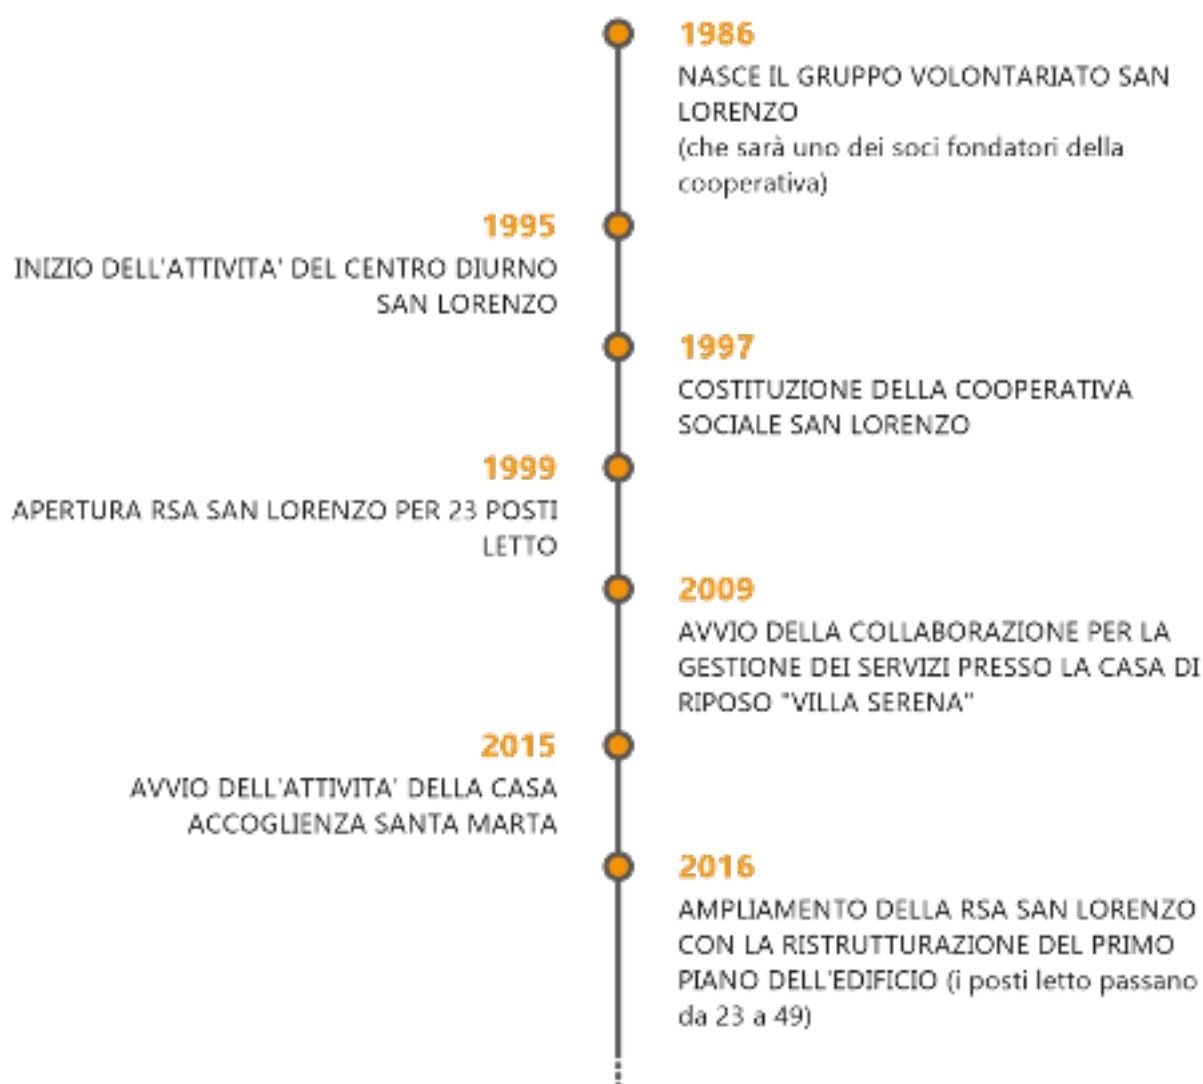 1986
NASCE IL GRUPPO VOLONTARIATO SAN
LORENZO
(che sarà uno dei soci fondatori della
cooperativa)
1995
INIZIO DELL'ATTIVITA' DEL CENTRO DIURNO
SAN LORENZO
1997
COSTITUZIONE DELLA COOPERATIVA
SOCIALE SAN LORENZO
1999
APERTURA RSA SAN LORENZO PER 23 POSTI
LETTO
2009
AVVIO DELLA COLLABORAZIONE PER LA
GESTIONE DEI SERVIZI PRESSO LA CASA DI
RIPOSO "VILLA SERENA"
2015
AVVIO DELL'ATTIVITA' DELLA CASA
ACCOGLIENZA SANTA MARTA
2016
AMPLIAMENTO DELLA RSA SAN LORENZO
CON LA RISTRUTTURAZIONE DEL PRIMO
PIANO DELL'EDIFICIO (i posti letto passano
da 23 a 49)